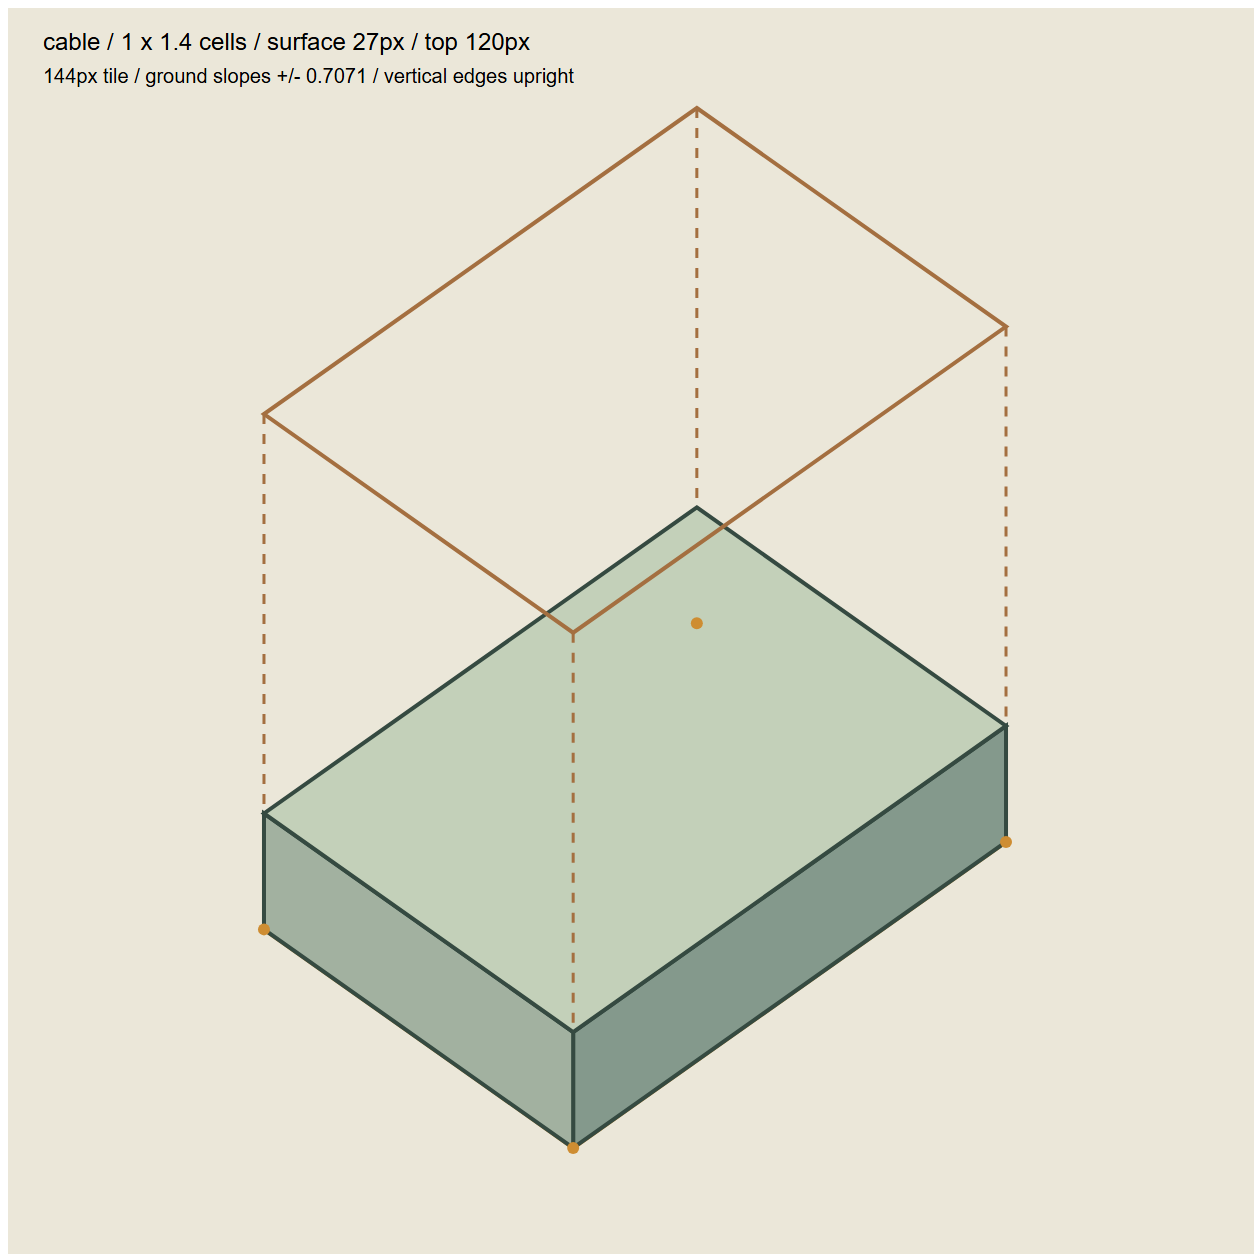 cable / 1 x 1.4 cells / surface 27px / top 120px
144px tile / ground slopes +/- 0.7071 / vertical edges upright